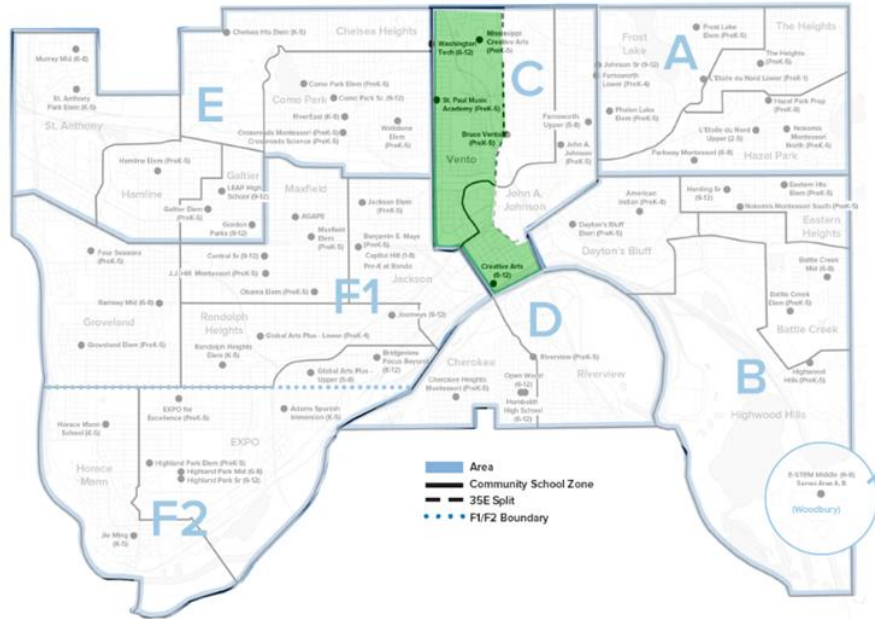 Chelsea Hts Elem (K-5)
Chelsea Heights
Washington
Tech (6-12)
Mississippi
Creative Arts
(PreK-5)
Frost
Lake
Frost Lake
Elem (PreK-5)
The Heights
A
C
E
Murray Mid (6-8)
St. Anthony
Park Elem (K-5)
St. Anthony
Como Park Elem (PreK-5)
Como Park
Como Park Sr. (9-12)
RiverEast (K-8)
Crossroads Montessori (PreK-5)
Crossroads Science (PreK-5)
Wellstone
Elem
(PreK-5)
St. Paul Music
Academy (PreK-5)
Bruce Vento
(PreK-5)
Vento
Johnson Sr (9-12)
Farnsworth
Lower (PreK-4)
The Heights
(PreK-5)
L'Etoile du Nord Lower (PreK-1)
Phalen Lake
Elem (PreK-5)
Hazel Park Prep
Farnsworth
Upper (5-8)
John A.
Johnson
(PreK-5)
L'Etoile du Nord
Upper (2-5)
Nokomis
Montessori
North (PreK-5)
Parkway Montessori (6-8)
Hazel Park
Hamline Elem (PreK-5)
Hamline
Galtier
LEAP High
School (9-12)
Galtier Elem
(PreK-5)
Gordon
Parks (9-12)
Maxfield
AGAPE
Maxfield
Elem
(PreK-5)
Jackson Elem
(PreK-5)
Benjamin E. Mays
(PreK-5)
Capitol Hill (1-8)
Pre-K at Rondo
Jackson
John A.
Johnson
American
Indian (PreK-8)
Harding Sr
(9-12)
Eastern Hts
Elem (PreK-5)
Nokomis Montessori South (PreK-5)
Eastern
Heights
Dayton's Bluff
Elem (PreK-5)
Dayton's Bluff
Four Seasons
(PreK-5)
Central Sr (9-12)
J.J. Hill Montessori (PreK-5)
Obama Elem (PreK-5)
F1
Creative Arts
(6-12)
Battle Creek
Mid (6-8)
Battle Creek
Elem (PreK-5)
Battle Creek
Ramsey Mid (6-8)
Groveland
Groveland Elem (PreK-5)
Randolph
Heights
Randolph Heights
Elem (K-5)
Global Arts Plus - Lower (PreK-4)
Journeys (6-12)
Global Arts Plus -
Upper (5-8)
Bridgeview
Focus Beyond
D
Cherokee
Cherokee Heights
Montessori (PreK-5)
Riverview (PreK-5)
Riverview
Open World
(6-12)
Humboldt
High School
(6-12)
Highwood
Hills (PreK-5)
B
Highwood Hills
EXPO for
Excellence (PreK-5)
Adams Spanish
Immersion (K-5)
EXPO
Horace Mann
School (K-5)
Horace
Mann
Highland Park Elem (PreK-5)
Highland Park Mid (6-8)
Highland Park Sr (9-12)
F2
Jie Ming
(K-5)
Area
Community School Zone
35E Split
F1/F2 Boundary
E-STEM Middle (6-8)
Serves Area A, B
(Woodbury)